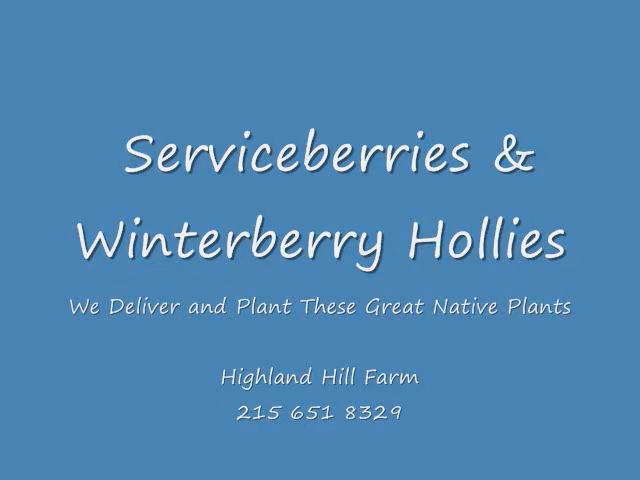 Serviceberries &
Winterberry Hollies
We Deliver and Plant These Great Native Plants
Highland Hill Farm
215 651 8329